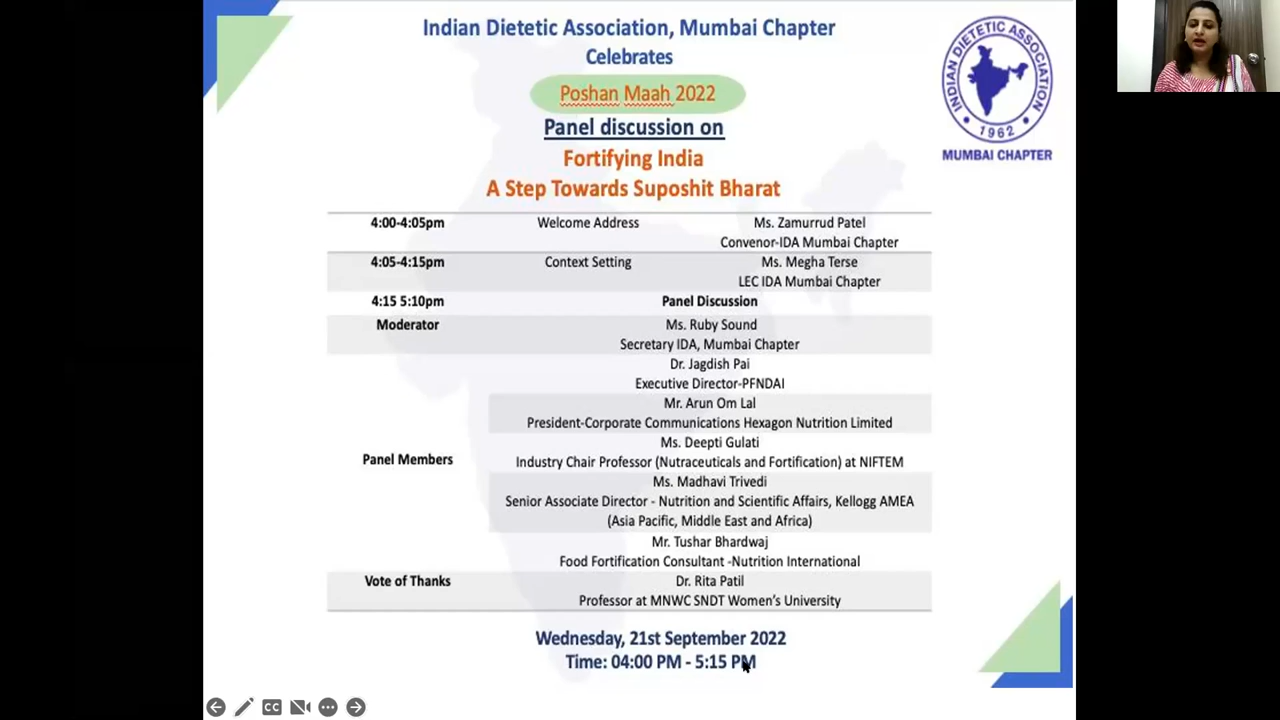 Indian Dietetic Association, Mumbai Chapter
Celebrates
Poshan Maah 2022
Panel discussion on
Fortifying India
A Step Towards Suposhit Bharat
INDIAN DIETETIC ASSOCIATION
1962
MUMBAI CHAPTER
4:00-4:05pm Welcome Address Ms. Zamurrud Patel
Convenor-IDA Mumbai Chapter
4:05-4:15pm Context Setting Ms. Megha Terse
LEC IDA Mumbai Chapter
4:15 5:10pm Panel Discussion
Moderator Ms. Ruby Sound
Secretary IDA, Mumbai Chapter
Dr. Jagdish Pai
Executive Director-PFNDAI
Mr. Arun Om Lal
President-Corporate Communications Hexagon Nutrition Limited
Ms. Deepti Gulati
Panel Members Industry Chair Professor (Nutraceuticals and Fortification) at NIFTEM
Ms. Madhavi Trivedi
Senior Associate Director - Nutrition and Scientific Affairs, Kellogg AMEA
(Asia Pacific, Middle East and Africa)
Mr. Tushar Bhardwaj
Food Fortification Consultant -Nutrition International
Vote of Thanks Dr. Rita Patil
Professor at MNWC SNDT Women's University
Wednesday, 21st September 2022
Time: 04:00 PM - 5:15 PM
CC